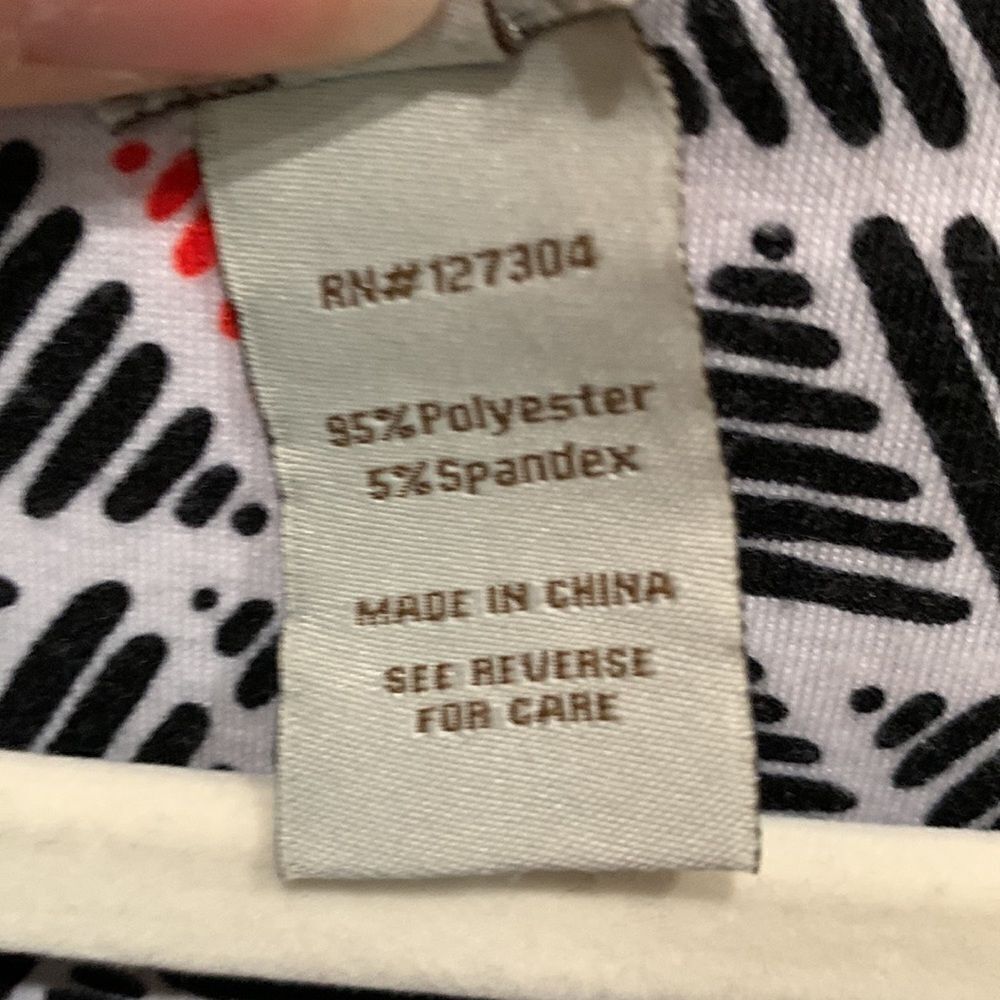 RN#127304
95%Polyester
5%Spandex
MADE IN CHINA
SEE REVERSE
FOR CARE